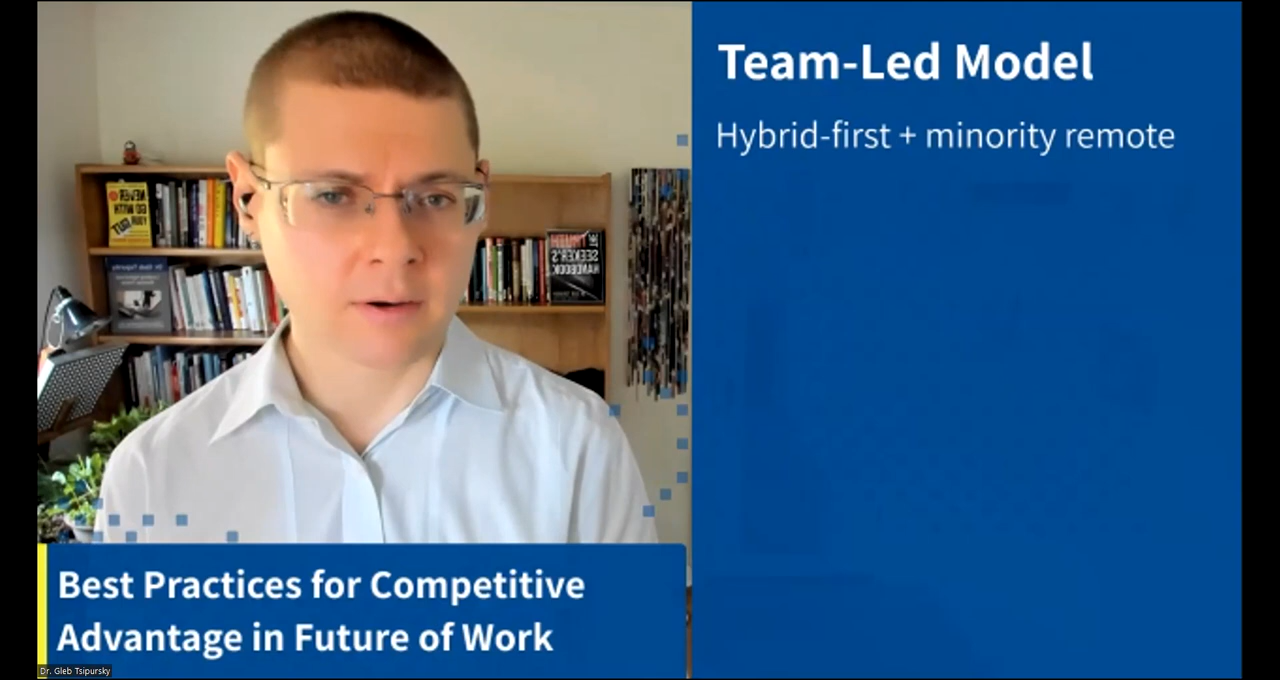 Team-Led Model
Hybrid-first + minority remote
NEVER
GO WITH
YOUR
GUT
TRUTH
SEEKER'S
HANDBOOK
Best Practices for Competitive
Advantage in Future of Work
Dr. Gleb Tsipursky